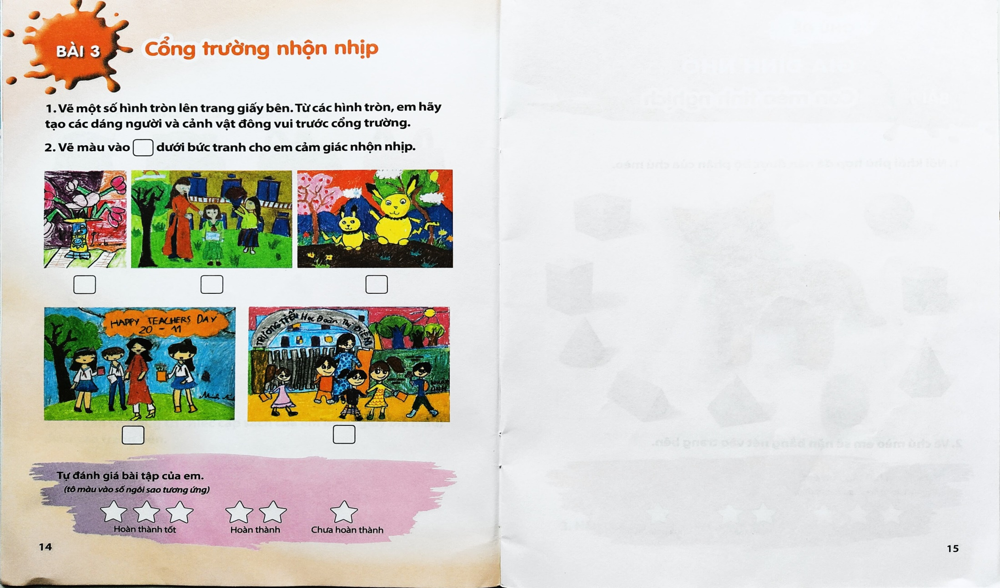 BÀI 3
Cổng trường nhộn nhịp
1. Vẽ một số hình tròn lên trang giấy bên. Từ các hình tròn, em hãy
tạo các dáng người và cảnh vật đông vui trước cổng trường.
2. Vẽ màu vào dưới bức tranh cho em cảm giác nhộn nhịp.
HAPPY TEACHERS DAY
20 - 11
TRƯỜNG TIỂU Học Đoàn Thị ĐIỂM
Tự đánh giá bài tập của em.
(tô màu vào số ngôi sao tương ứng)
Hoàn thành tốt
Hoàn thành
Chưa hoàn thành
14
15